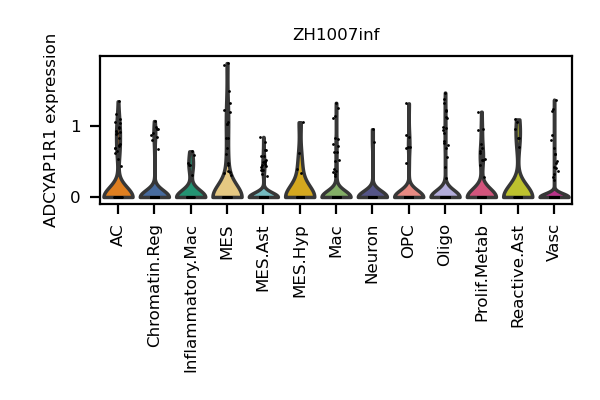 ZH1007inf
ADCYAP1R1 expression
1
0
AC
Chromatin.Reg
Inflammatory.Mac
MES
MES.Ast
MES.Hyp
Mac
Neuron
OPC
Oligo
Prolif.Metab
Reactive.Ast
Vasc